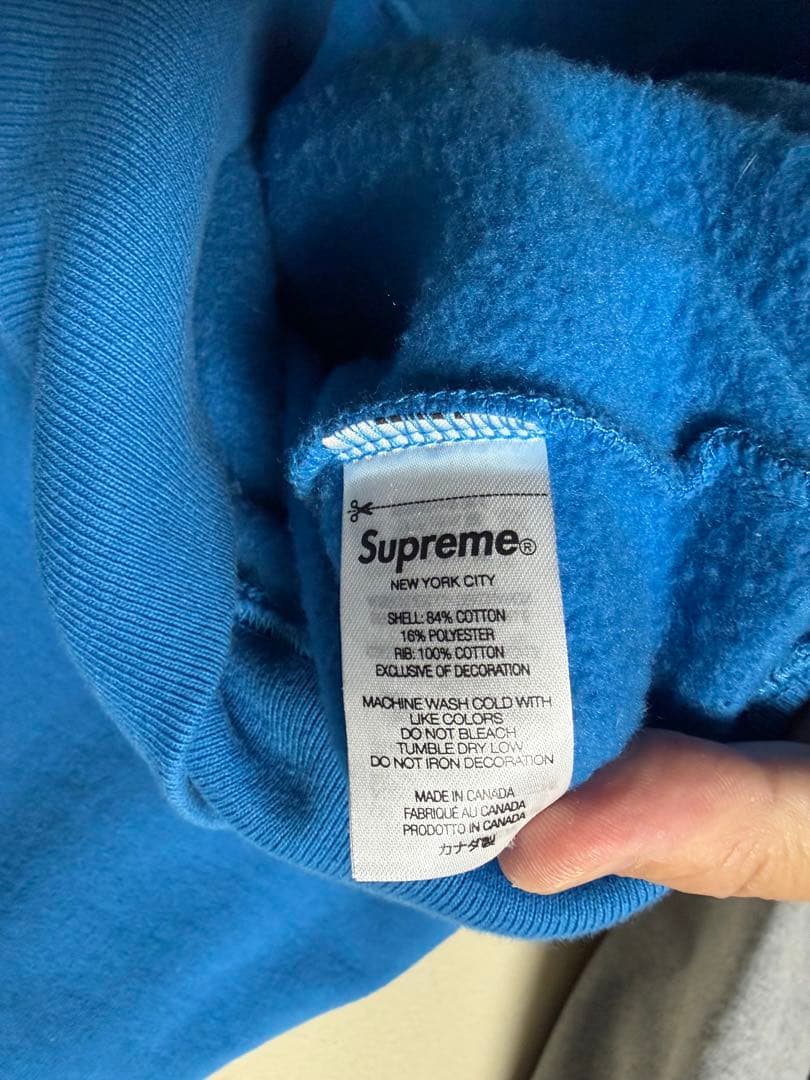 Supreme®
NEW YORK CITY
SHELL: 84% COTTON
16% POLYESTER
RIB: 100% COTTON
EXCLUSIVE OF DECORATION
MACHINE WASH COLD WITH
LIKE COLORS
DO NOT BLEACH
TUMBLE DRY LOW
DO NOT IRON DECORATION
MADE IN CANADA
FABRIQUÉ AU CANADA
PRODOTTO IN CANADA
カナダ製